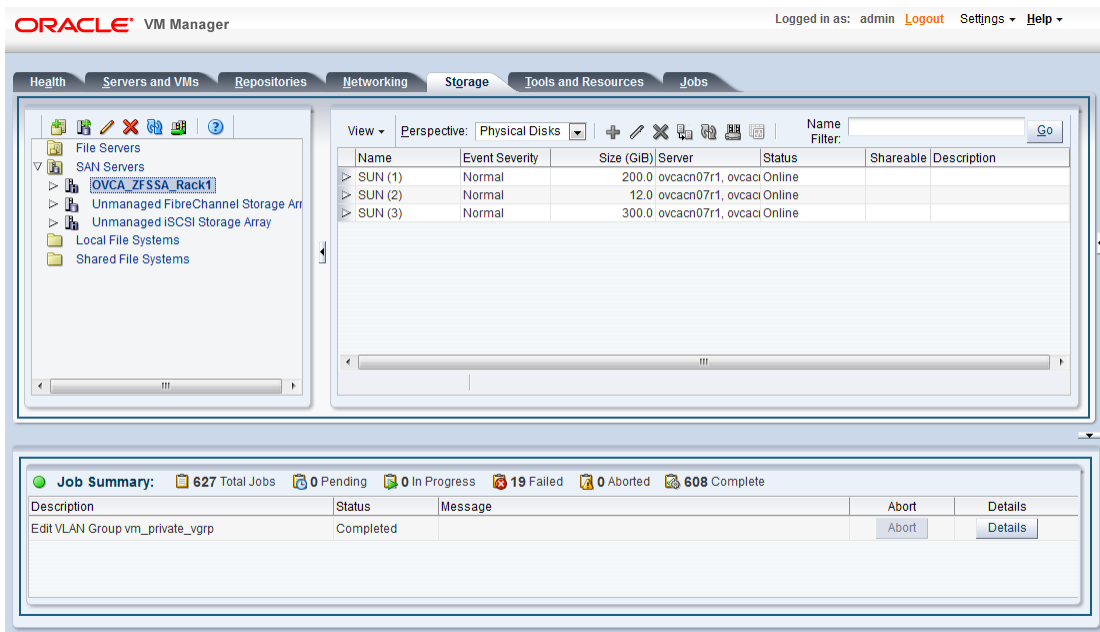 ORACLE VM Manager
Logged in as: admin Logout Settings Help
Health Servers and VMs Repositories Networking Storage Tools and Resources Jobs
File Servers
SAN Servers
OVCA_ZFSSA_Rack1
Unmanaged FibreChannel Storage Arr
Unmanaged iSCSI Storage Array
Local File Systems
Shared File Systems
View Perspective: Physical Disks Name Filter: Go
Name Event Severity Size (GiB) Server Status Shareable Description
SUN (1) Normal 200.0 ovcacn07r1, ovcac Online
SUN (2) Normal 12.0 ovcacn07r1, ovcac Online
SUN (3) Normal 300.0 ovcacn07r1, ovcac Online
Job Summary: 627 Total Jobs 0 Pending 0 In Progress 19 Failed 0 Aborted 608 Complete
Description Status Message Abort Details
Edit VLAN Group vm_private_vgrp Completed Abort Details